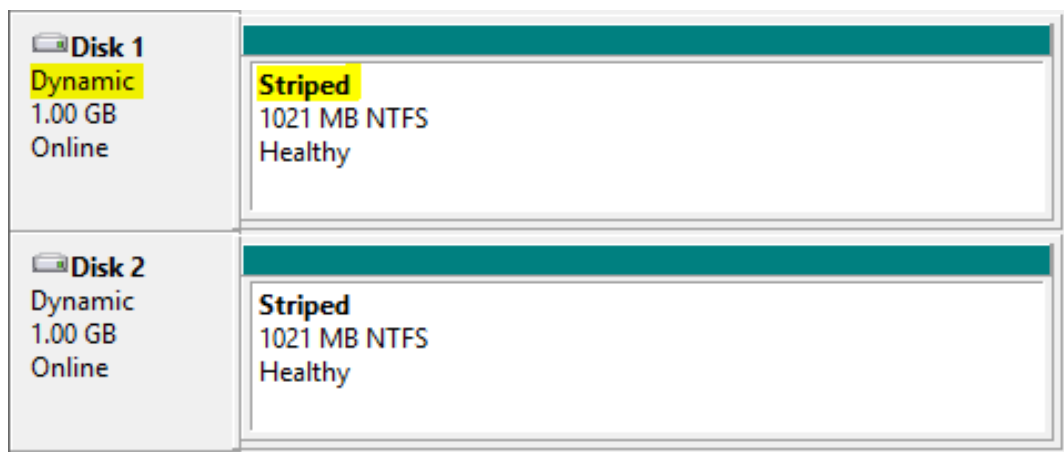 Disk 1
Dynamic
1.00 GB
Online
Striped
1021 MB NTFS
Healthy
Disk 2
Dynamic
1.00 GB
Online
Striped
1021 MB NTFS
Healthy